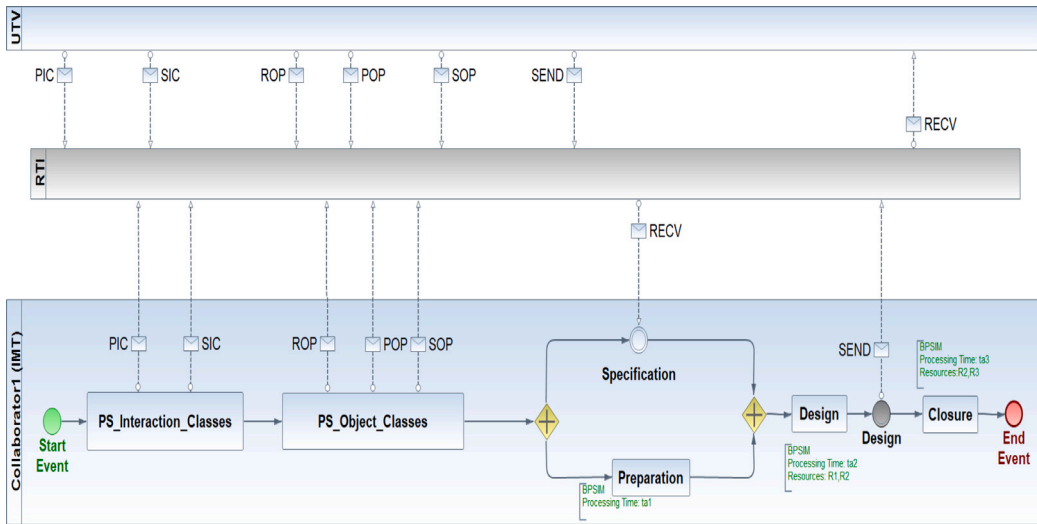 UTV
PIC
SIC
ROP
POP
SOP
SEND
RECV
RTI
RECV
Collaborator1 (IMT)
PIC
SIC
ROP
POP
SOP
SEND
BPSIM
Processing Time: ta3
Resources:R2,R3
Specification
Start
Event
PS_Interaction_Classes
PS_Object_Classes
Design
Design
Closure
End
Event
BPSIM
Processing Time: ta2
Resources: R1,R2
Preparation
BPSIM
Processing Time: ta1